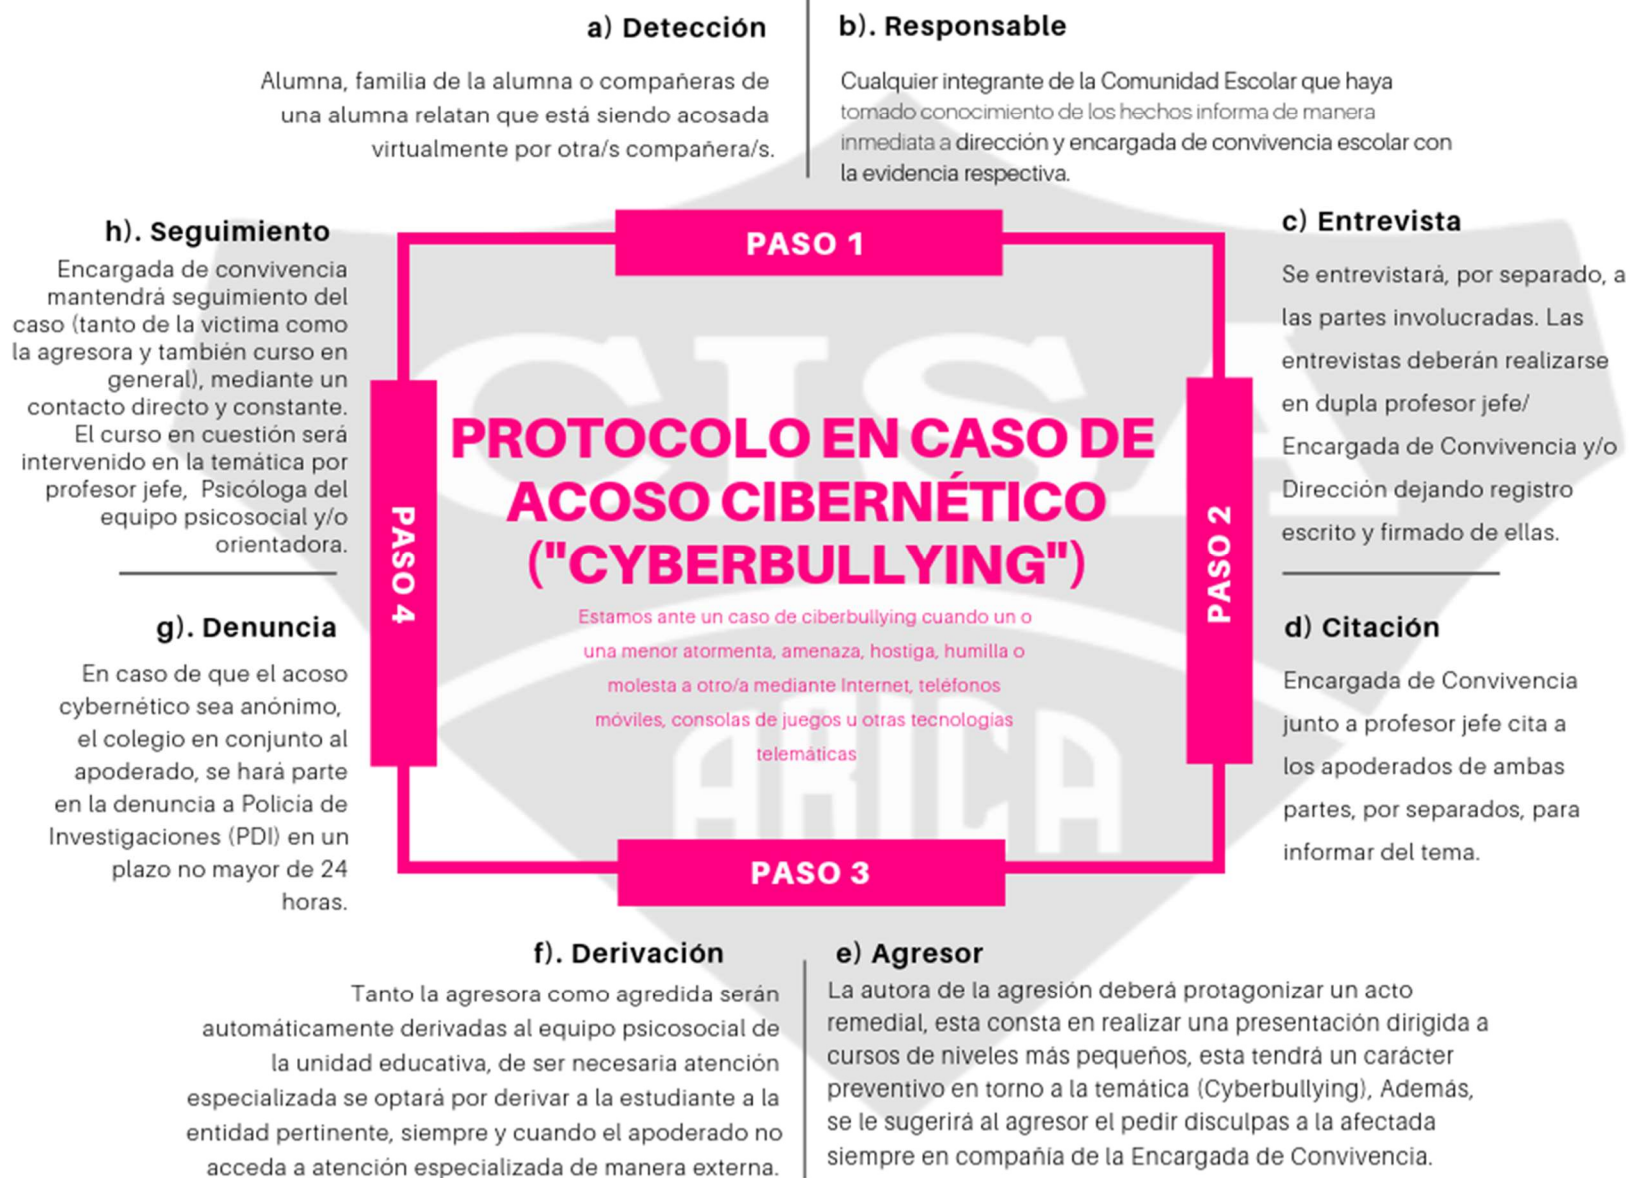 a) Detección
Alumna, familia de la alumna o compañeras de
una alumna relatan que está siendo acosada
virtualmente por otra/s compañera/s.
b). Responsable
Cualquier integrante de la Comunidad Escolar que haya
tomado conocimiento de los hechos informa de manera
inmediata a dirección y encargada de convivencia escolar con
la evidencia respectiva.
PASO 1
c) Entrevista
Se entrevistará, por separado, a
las partes involucradas. Las
entrevistas deberán realizarse
en dupla profesor jefe/
Encargada de Convivencia y/o
Dirección dejando registro
escrito y firmado de ellas.
PASO 2
d) Citación
Encargada de Convivencia
junto a profesor jefe cita a
los apoderados de ambas
partes, por separados, para
informar del tema.
CISA
ARICA
PROTOCOLO EN CASO DE
ACOSO CIBERNÉTICO
("CYBERBULLYING")
Estamos ante un caso de ciberbullying cuando un o
una menor atormenta, amenaza, hostiga, humilla o
molesta a otro/a mediante Internet, teléfonos
móviles, consolas de juegos u otras tecnologías
telemáticas
PASO 3
e) Agresor
La autora de la agresión deberá protagonizar un acto
remedial, esta consta en realizar una presentación dirigida a
cursos de niveles más pequeños, esta tendrá un carácter
preventivo en torno a la temática (Cyberbullying), Además,
se le sugerirá al agresor el pedir disculpas a la afectada
siempre en compañía de la Encargada de Convivencia.
f). Derivación
Tanto la agresora como agredida serán
automáticamente derivadas al equipo psicosocial de
la unidad educativa, de ser necesaria atención
especializada se optará por derivar a la estudiante a la
entidad pertinente, siempre y cuando el apoderado no
acceda a atención especializada de manera externa.
PASO 4
g). Denuncia
En caso de que el acoso
cybernético sea anónimo,
el colegio en conjunto al
apoderado, se hará parte
en la denuncia a Policía de
Investigaciones (PDI) en un
plazo no mayor de 24
horas.
h). Seguimiento
Encargada de convivencia
mantendrá seguimiento del
caso (tanto de la victima como
la agresora y también curso en
general), mediante un
contacto directo y constante.
El curso en cuestión será
intervenido en la temática por
profesor jefe, Psicóloga del
equipo psicosocial y/o
orientadora.